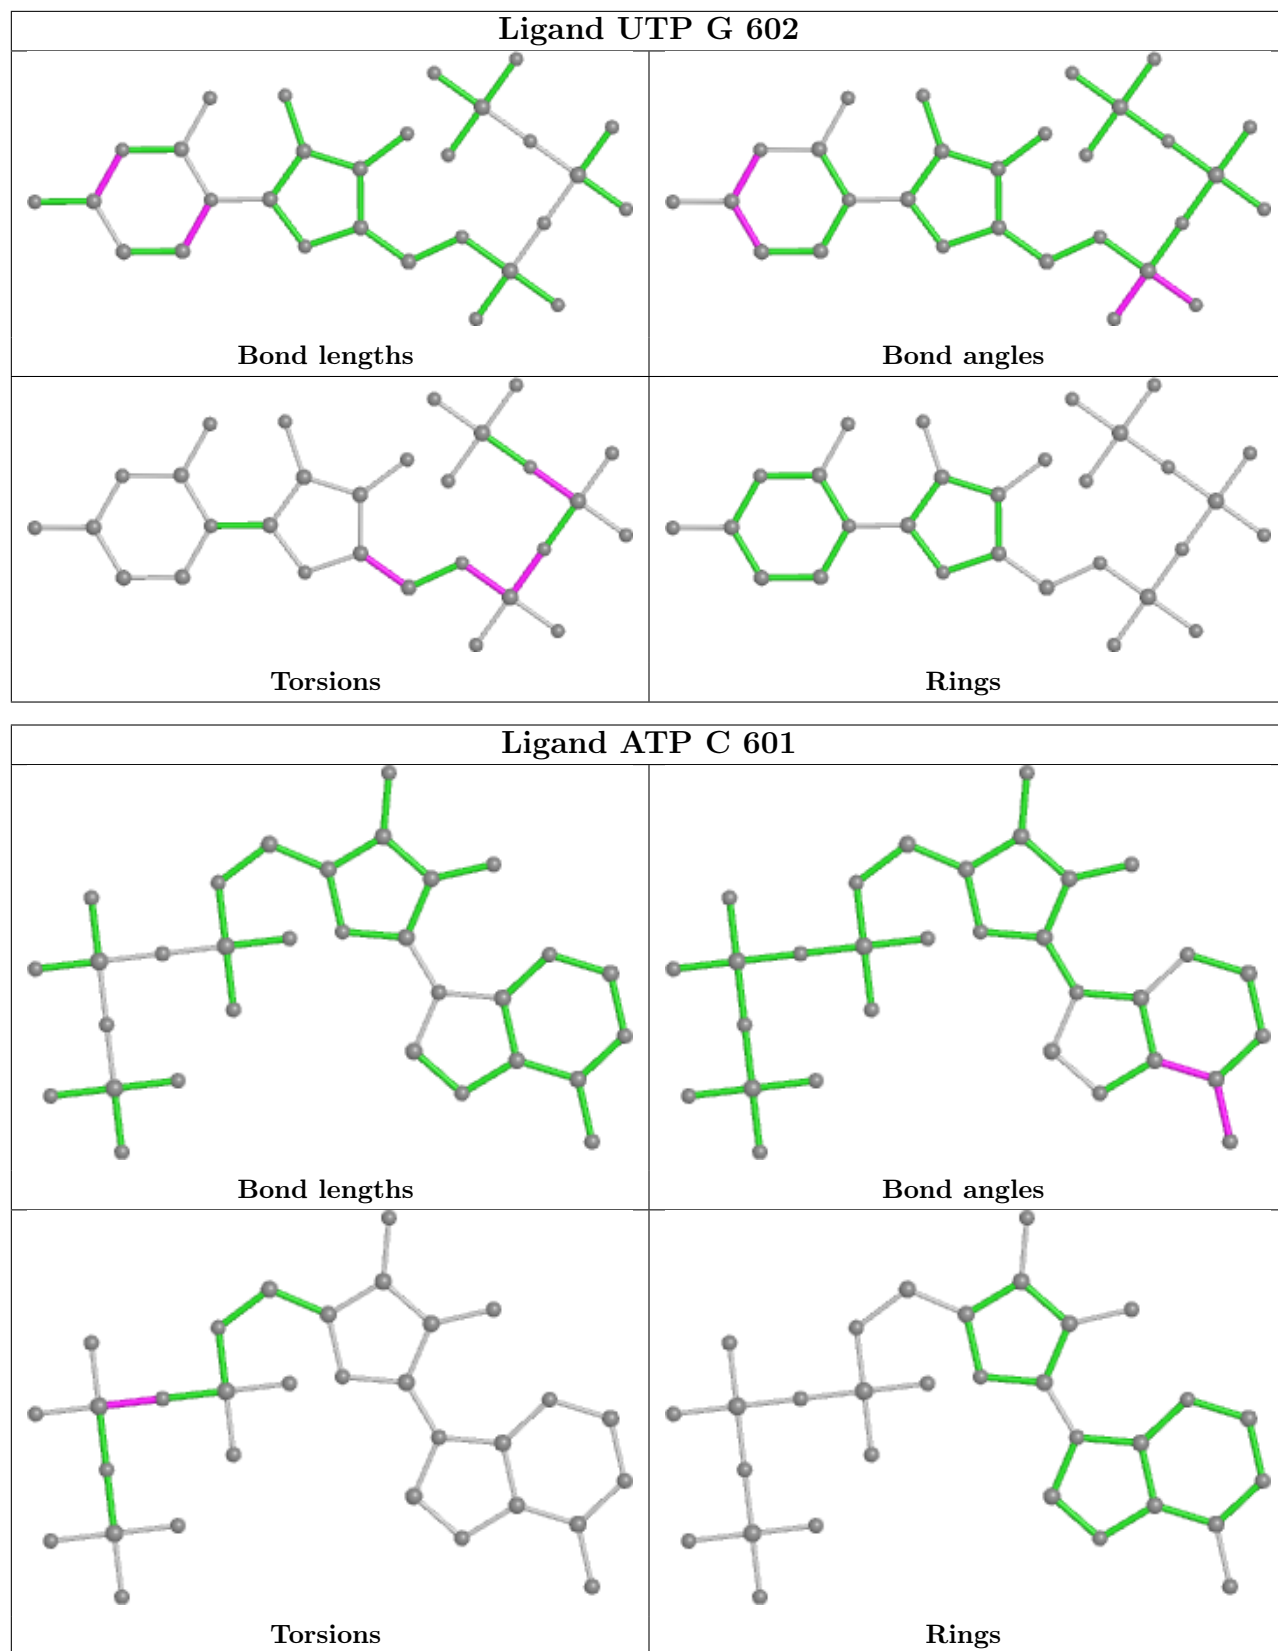 Ligand UTP G 602
Bond lengths
Bond angles
Torsions
Rings
Ligand ATP C 601
Bond lengths
Bond angles
Torsions
Rings